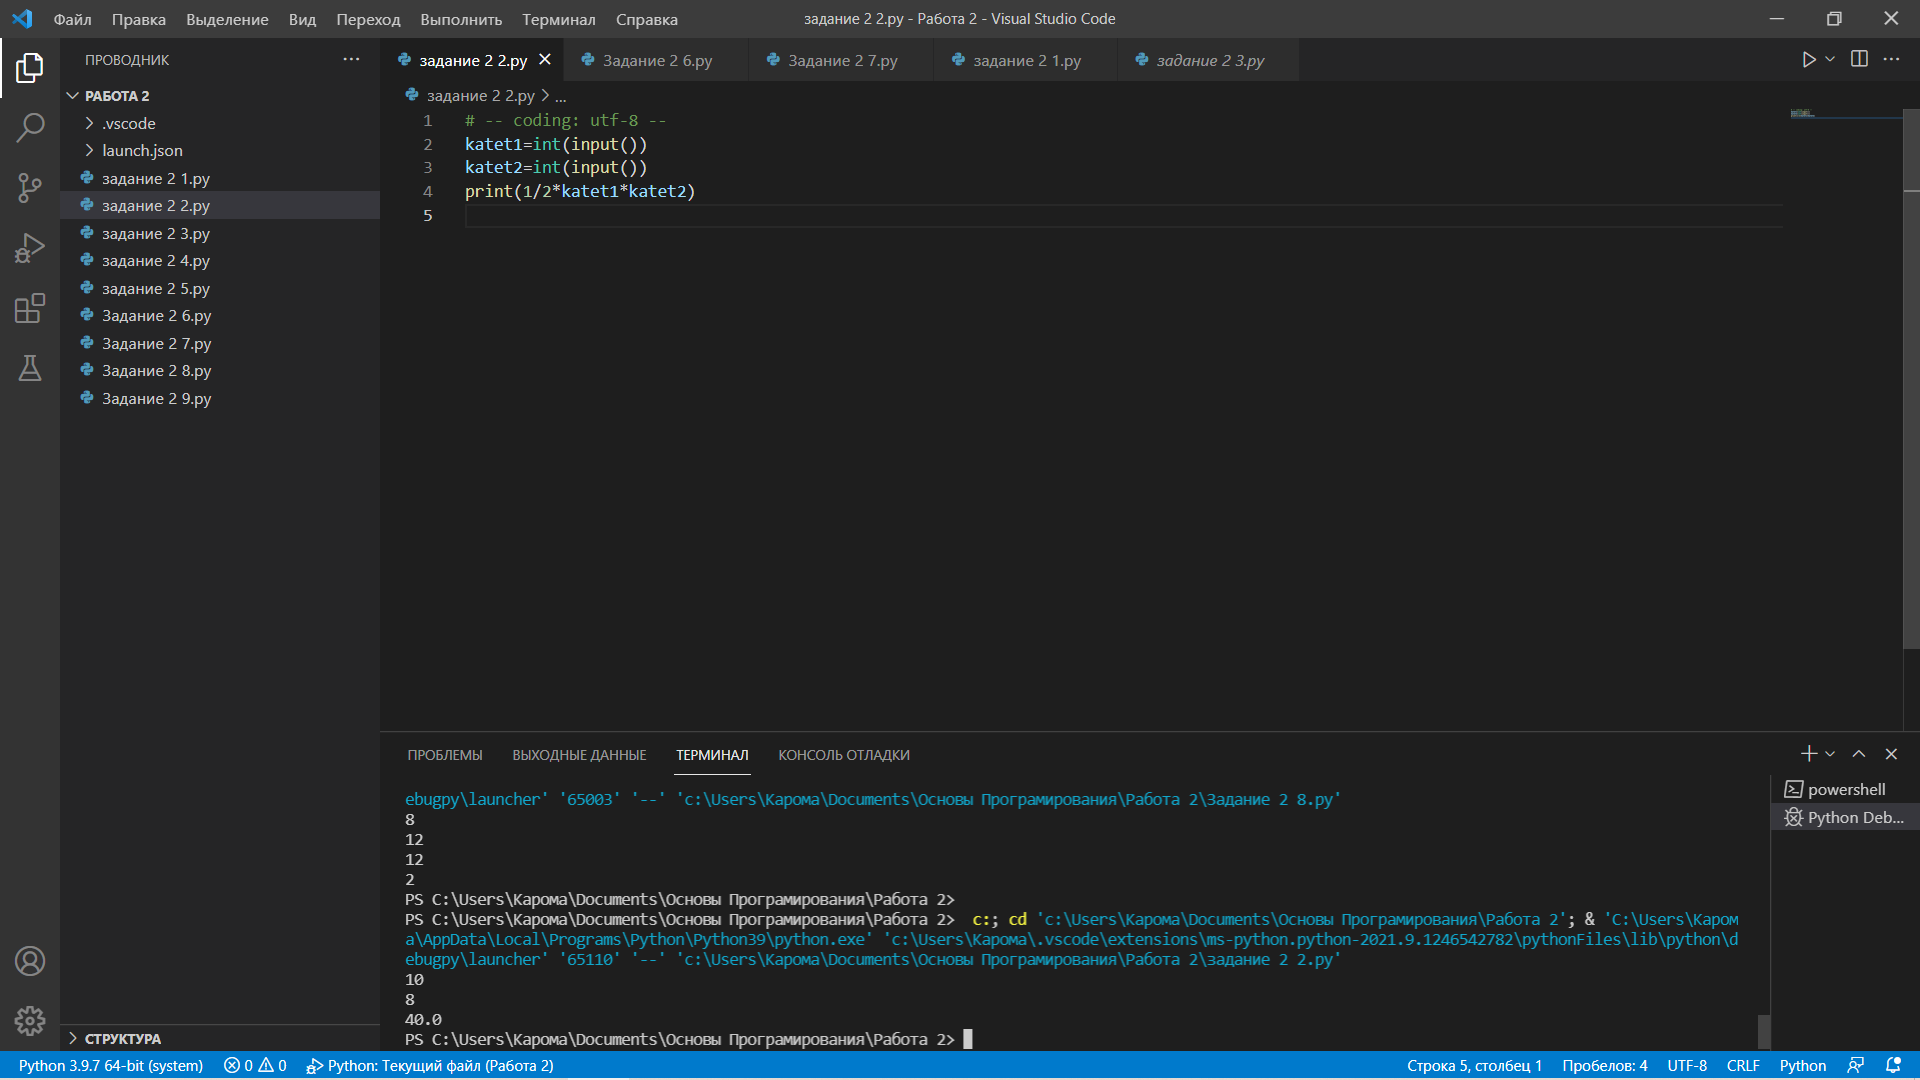 Файл Правка Выделение Вид Переход Выполнить Терминал Справка задание 2 2.py - Работа 2 - Visual Studio Code
ПРОВОДНИК
задание 2 2.py Задание 2 6.py Задание 2 7.py задание 2 1.py задание 2 3.py
РАБОТА 2
.vscode
launch.json
задание 2 1.py
задание 2 2.py
задание 2 3.py
задание 2 4.py
задание 2 5.py
Задание 2 6.py
Задание 2 7.py
Задание 2 8.py
Задание 2 9.py
СТРУКТУРА
задание 2 2.py > ...
1 # -- coding: utf-8 --
2 katet1=int(input())
3 katet2=int(input())
4 print(1/2*katet1*katet2)
5
ПРОБЛЕМЫ ВЫХОДНЫЕ ДАННЫЕ ТЕРМИНАЛ КОНСОЛЬ ОТЛАДКИ
ebugpy\launcher' '65003' '--' 'c:\Users\Карома\Documents\Основы Програмирования\Работа 2\Задание 2 8.py'
8
12
12
2
PS C:\Users\Карома\Documents\Основы Програмирования\Работа 2>
PS C:\Users\Карома\Documents\Основы Програмирования\Работа 2>  c:; cd 'c:\Users\Карома\Documents\Основы Програмирования\Работа 2'; & 'C:\Users\Каром
а\AppData\Local\Programs\Python\Python39\python.exe' 'c:\Users\Карома\.vscode\extensions\ms-python.python-2021.9.1246542782\pythonFiles\lib\python\d
ebugpy\launcher' '65110' '--' 'c:\Users\Карома\Documents\Основы Програмирования\Работа 2\задание 2 2.py'
10
8
40.0
PS C:\Users\Карома\Documents\Основы Програмирования\Работа 2>
powershell
Python Deb...
Python 3.9.7 64-bit (system) 0 0 Python: Текущий файл (Работа 2) Строка 5, столбец 1 Пробелов: 4 UTF-8 CRLF Python